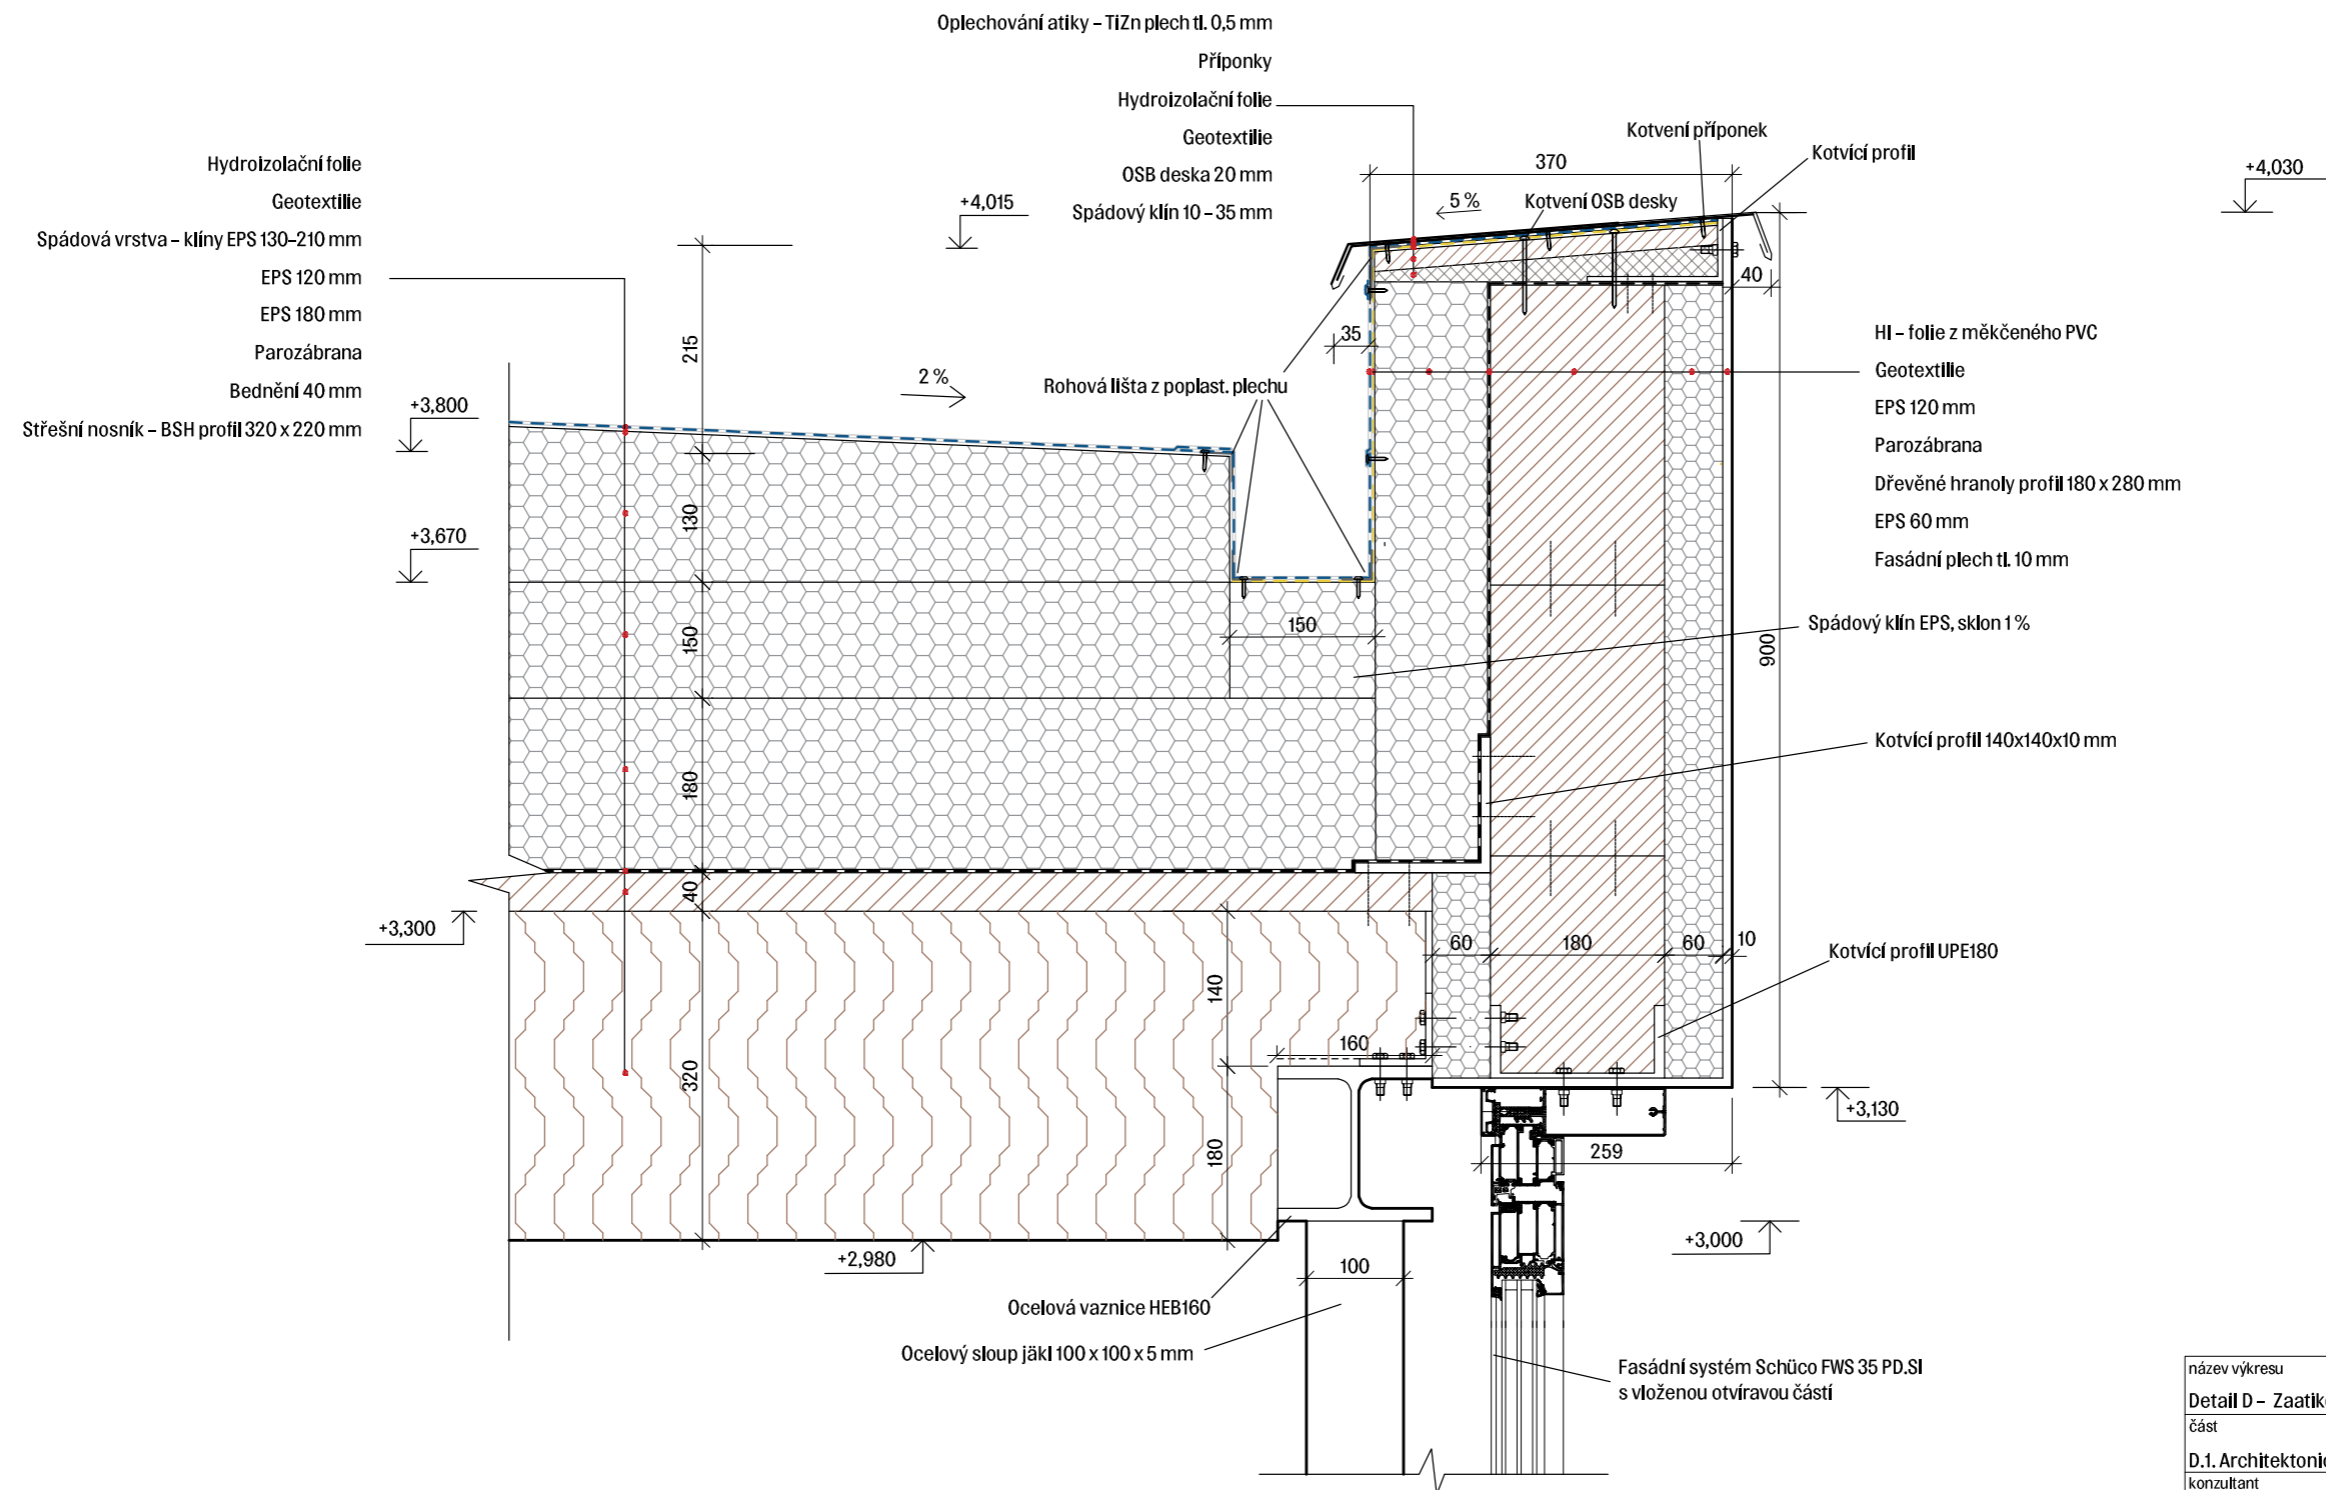 Oplechování atiky – TiZn plech tl. 0,5 mm
Příponky
Hydroizolační folie
Geotextilie
OSB deska 20 mm
Spádový klín 10 – 35 mm
Hydroizolační folie
Geotextilie
Spádová vrstva – klíny EPS 130–210 mm
EPS 120 mm
EPS 180 mm
Parozábrana
Bednění 40 mm
Střešní nosník – BSH profil 320 x 220 mm
Kotvení příponek
Kotvící profil
370
+4,030
+4,015
5 %
Kotvení OSB desky
40
35
215
2 %
Rohová lišta z poplast. plechu
HI – folie z měkčeného PVC
Geotextilie
EPS 120 mm
Parozábrana
Dřevěné hranoly profil 180 x 280 mm
EPS 60 mm
Fasádní plech tl. 10 mm
+3,800
+3,670
130
150
150
Spádový klín EPS, sklon 1 %
900
Kotvící profil 140x140x10 mm
180
40
+3,300
60
180
60
10
Kotvící profil UPE180
140
160
320
180
+3,130
259
+3,000
+2,980
100
Ocelová vaznice HEB160
Ocelový sloup jäkl 100 x 100 x 5 mm
Fasádní systém Schüco FWS 35 PD.SI
s vloženou otvíravou částí
název výkresu
Detail D – Zaatik
část
D.1. Architektoni
konzultant